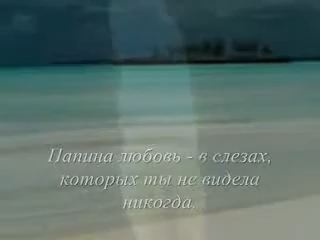 Папина любовь - в слезах,
которых ты не видела
никогда.